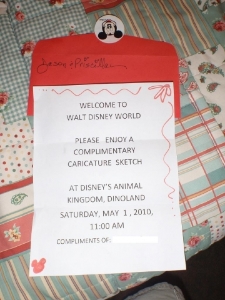 WELCOME TO
WALT DISNEY WORLD
PLEASE ENJOY A
COMPLIMENTARY
CARICATURE SKETCH
AT DISNEY'S ANIMAL
KINGDOM, DINOLAND
SATURDAY, MAY 1, 2010,
11:00 AM
COMPLIMENTS OF: